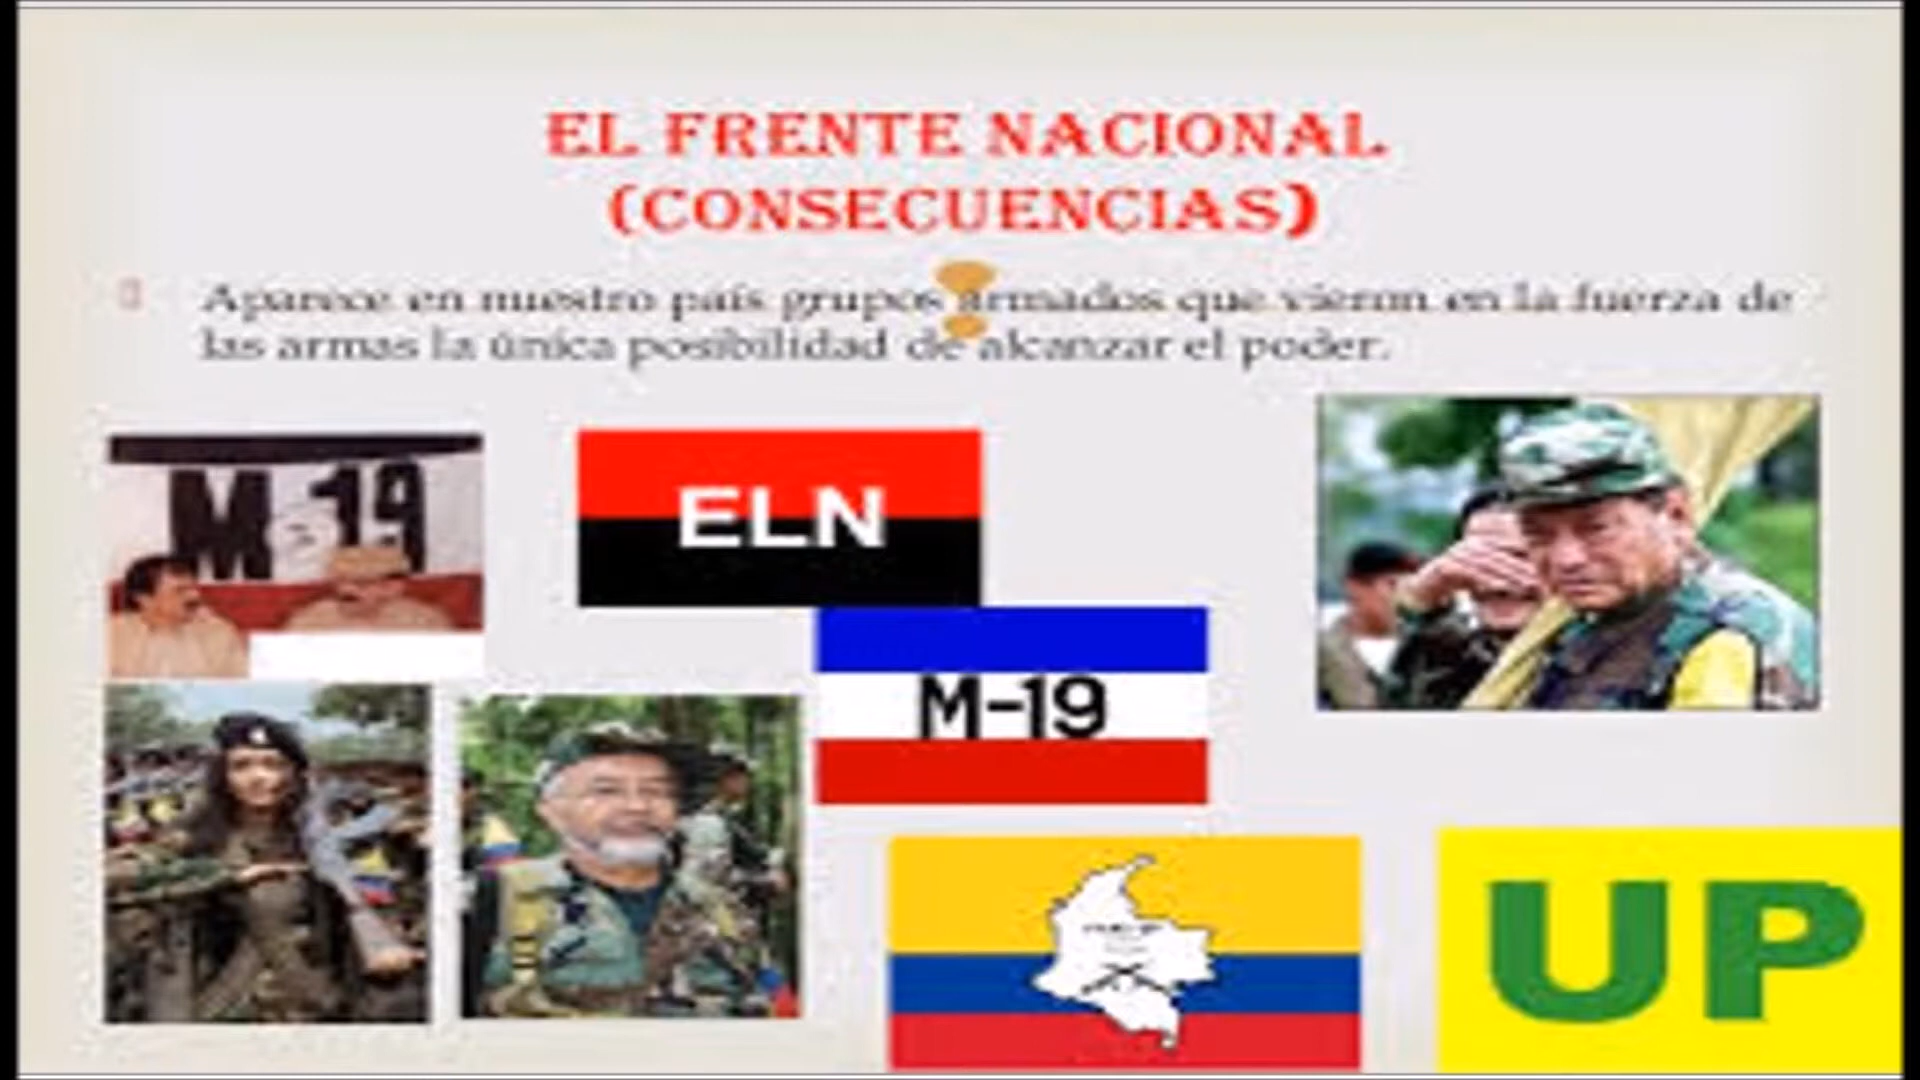 EL FRENTE NACIONAL
(CONSECUENCIAS)
Aparece en nuestro país grupos armados que vieron en la fuerza de
las armas la única posibilidad de alcanzar el poder.
M-19
ELN
M-19
UP